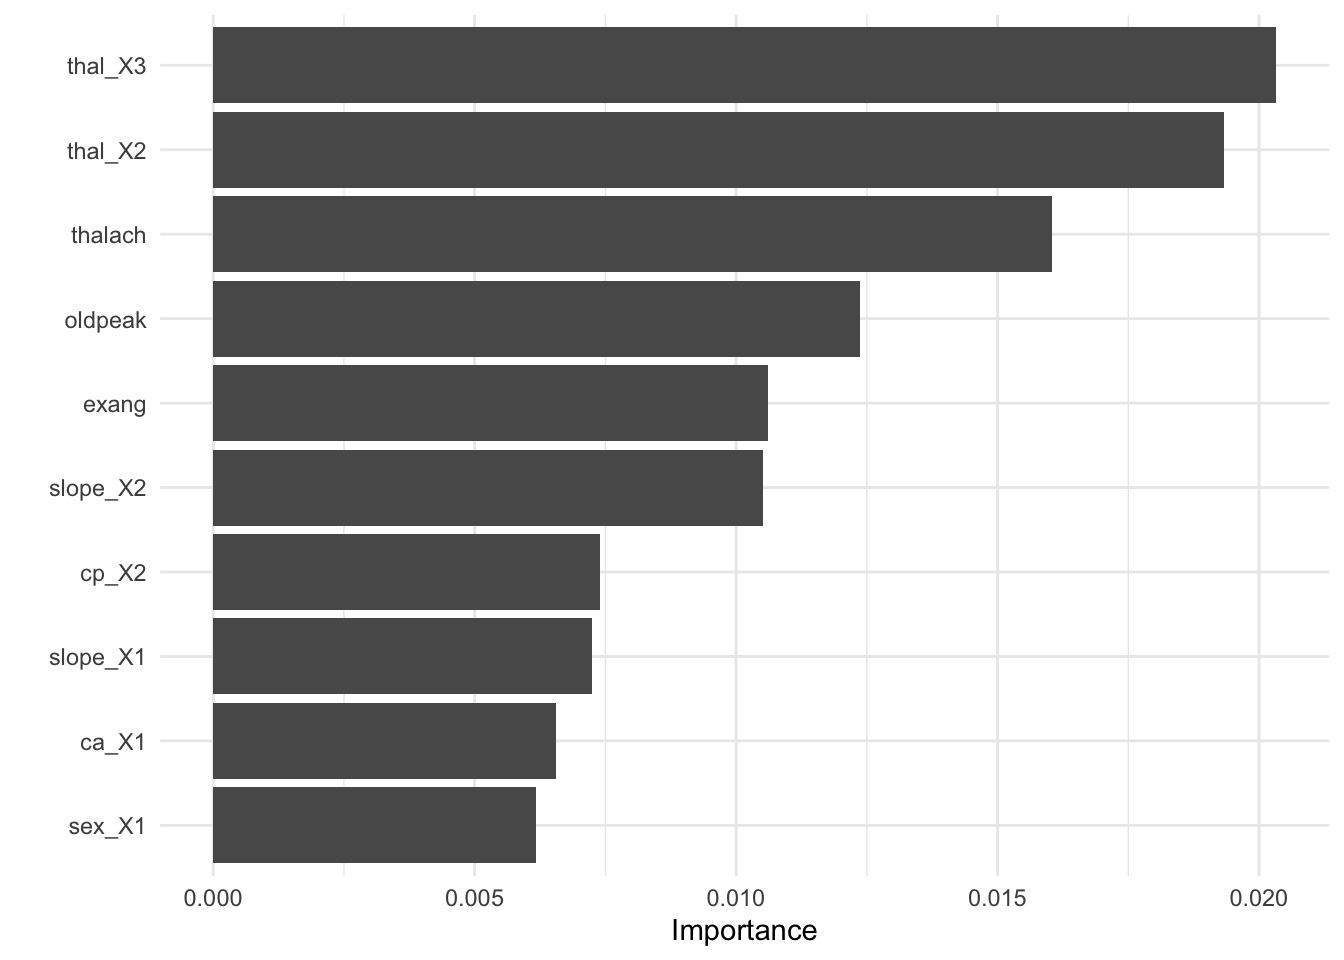 thal_X3
thal_X2
thalach
oldpeak
exang
slope_X2
cp_X2
slope_X1
ca_X1
sex_X1
0.000 0.005 0.010 0.015 0.020
Importance